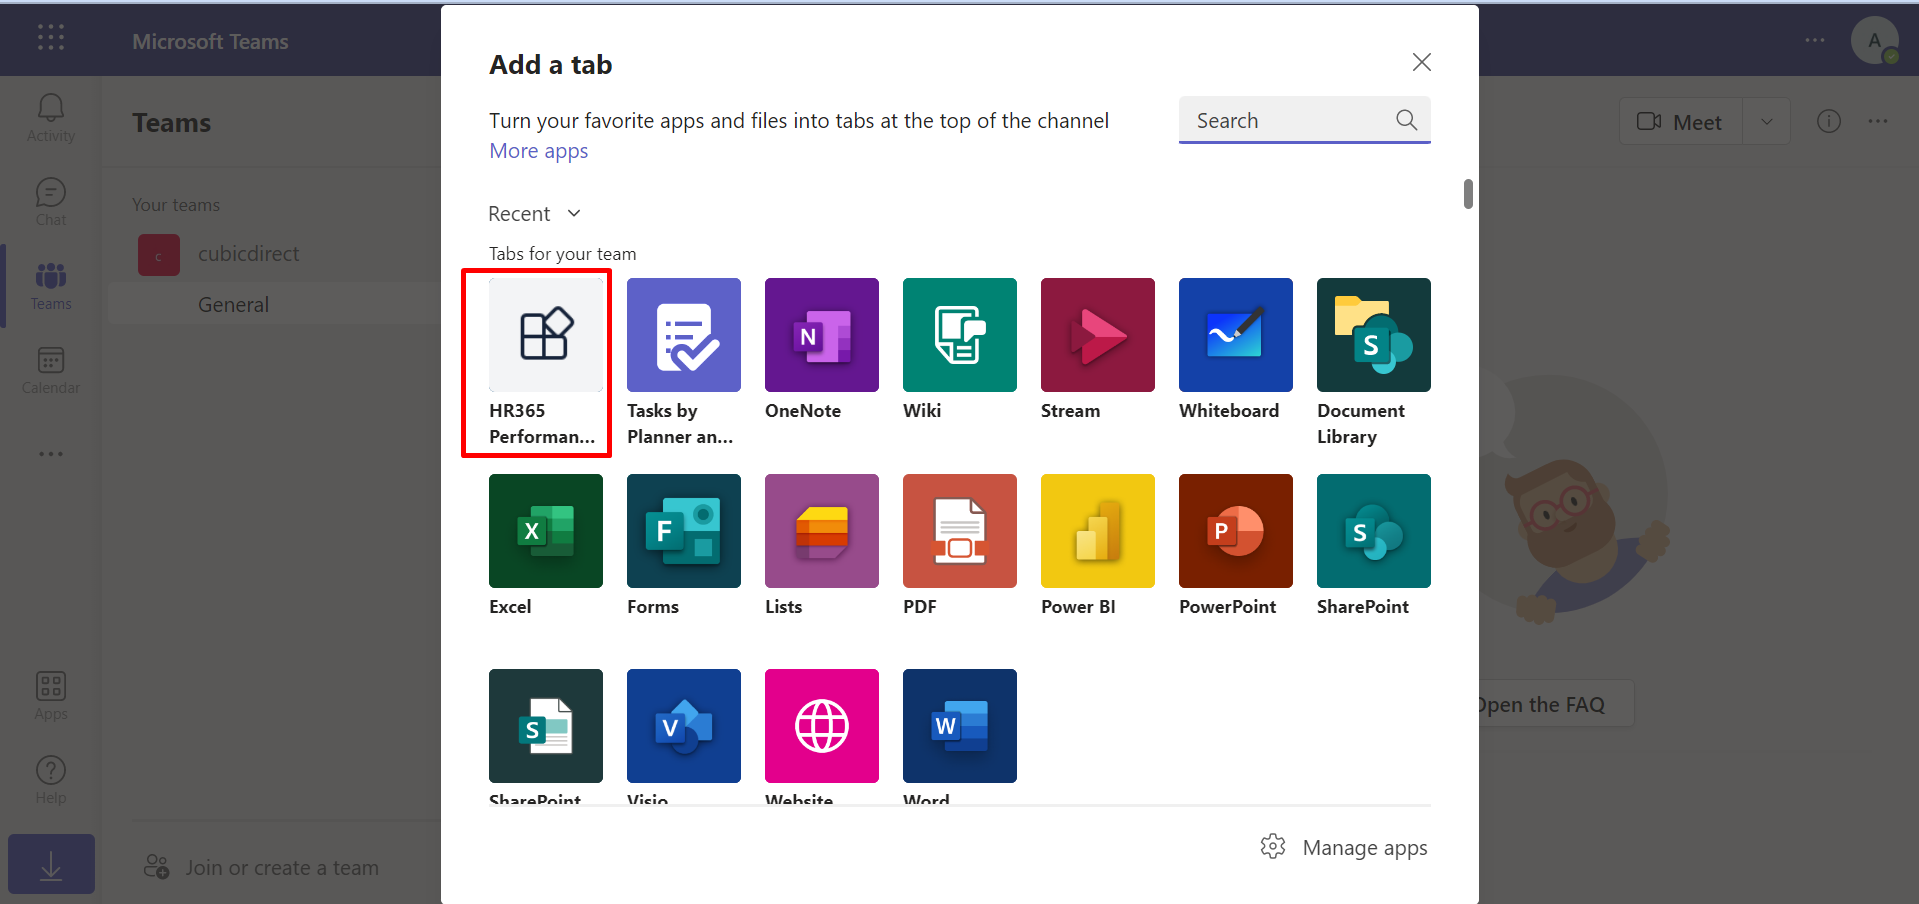 Microsoft Teams
A
Activity
Chat
Teams
Calendar
Apps
Help
Teams
Your teams
c
cubicdirect
General
Join or create a team
Add a tab
Turn your favorite apps and files into tabs at the top of the channel
More apps
Search
Recent
Tabs for your team
N
S
HR365
Performan...
Tasks by
Planner an...
OneNote
Wiki
Stream
Whiteboard
Document
Library
X
F
P
S
Excel
Forms
Lists
PDF
Power BI
PowerPoint
SharePoint
S
V
W
SharePoint
Visio
Website
Word
Manage apps
Meet
Open the FAQ